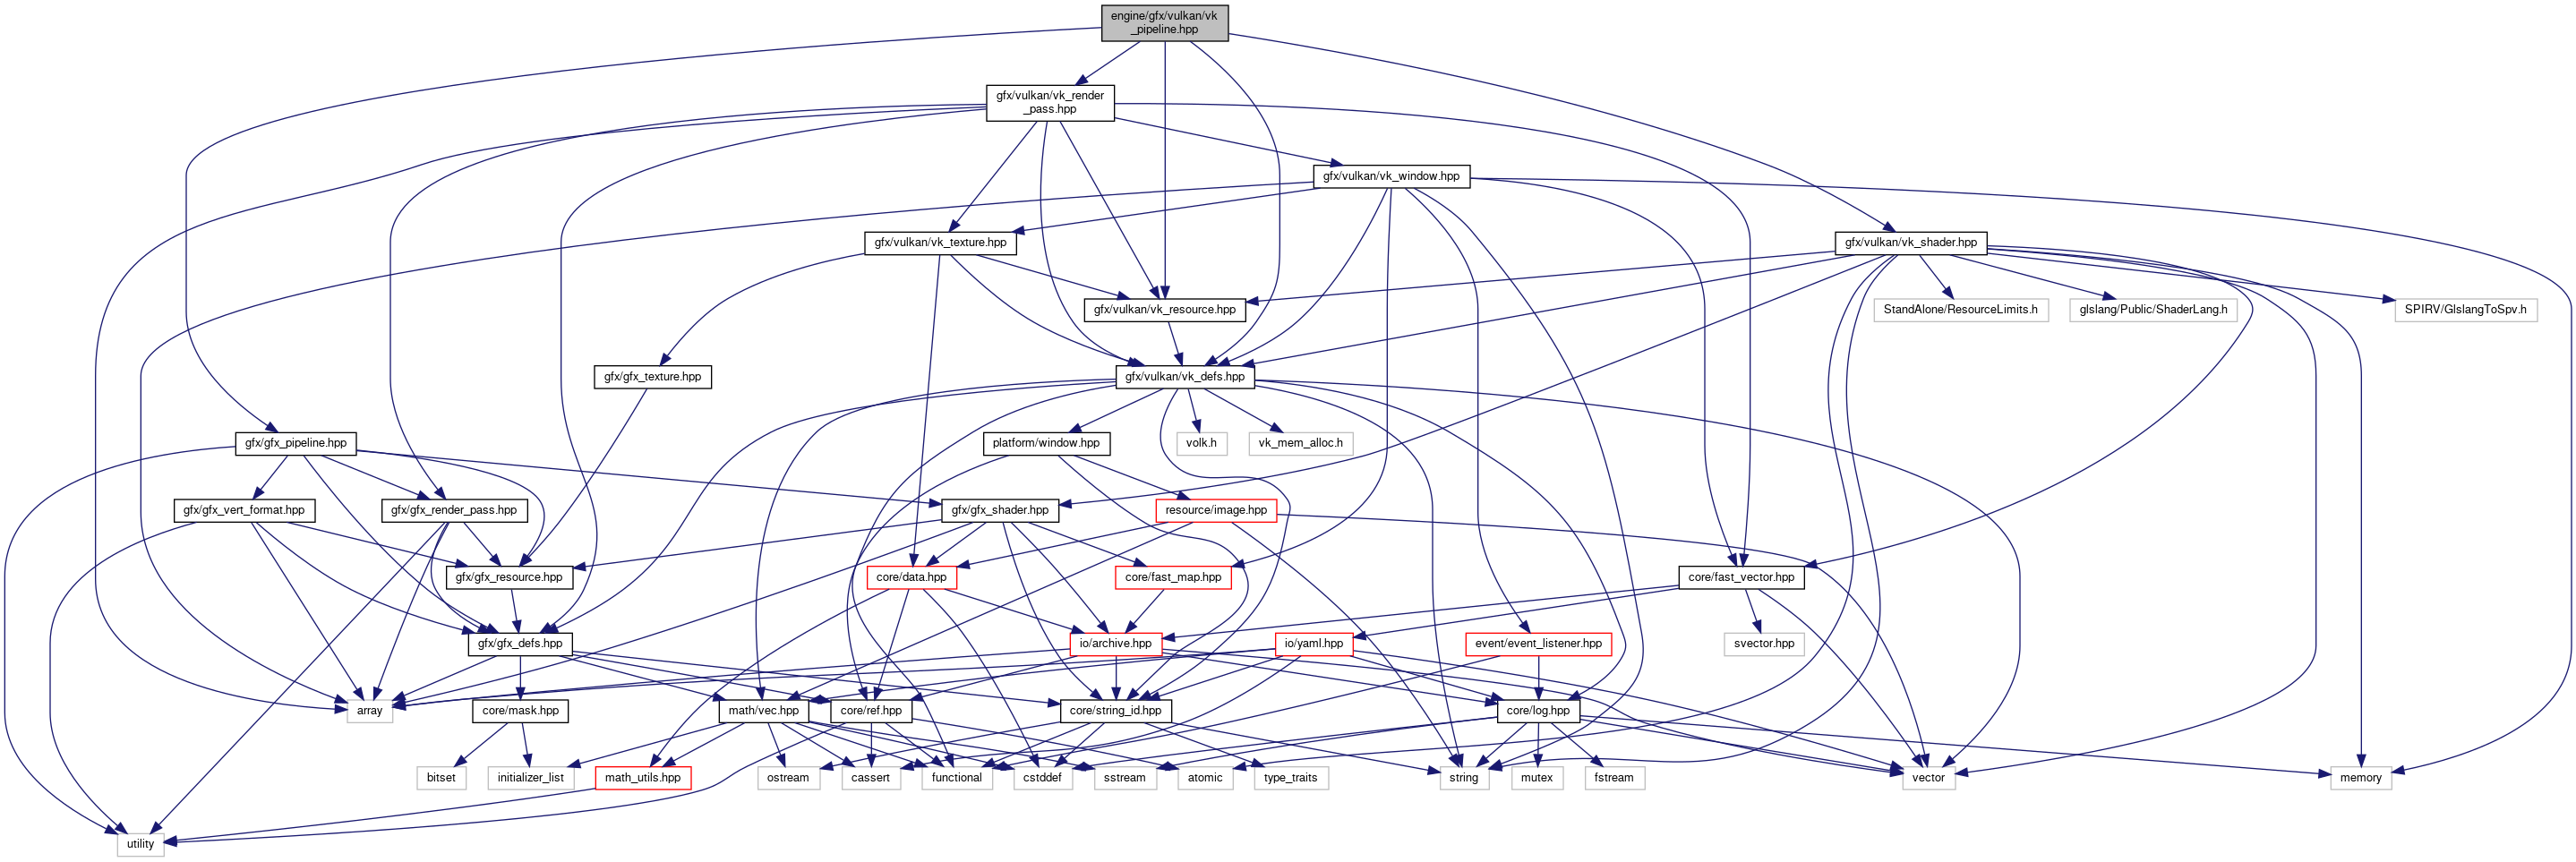 engine/gfx/vulkan/vk
_pipeline.hpp
gfx/vulkan/vk_render
_pass.hpp
gfx/vulkan/vk_window.hpp
gfx/vulkan/vk_texture.hpp
gfx/vulkan/vk_shader.hpp
gfx/vulkan/vk_resource.hpp
StandAlone/ResourceLimits.h
glslang/Public/ShaderLang.h
SPIRV/GlslangToSpv.h
gfx/gfx_texture.hpp
gfx/vulkan/vk_defs.hpp
gfx/gfx_pipeline.hpp
platform/window.hpp
volk.h
vk_mem_alloc.h
gfx/gfx_vert_format.hpp
gfx/gfx_render_pass.hpp
gfx/gfx_shader.hpp
resource/image.hpp
gfx/gfx_resource.hpp
core/data.hpp
core/fast_map.hpp
core/fast_vector.hpp
gfx/gfx_defs.hpp
io/archive.hpp
io/yaml.hpp
event/event_listener.hpp
svector.hpp
array
core/mask.hpp
math/vec.hpp
core/ref.hpp
core/string_id.hpp
core/log.hpp
bitset
initializer_list
math_utils.hpp
ostream
cassert
functional
cstddef
sstream
atomic
type_traits
string
mutex
fstream
vector
memory
utility